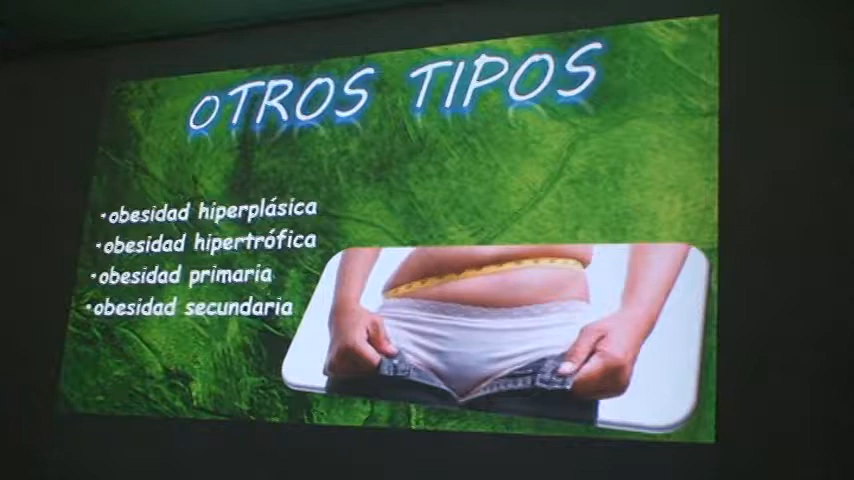 OTROS TIPOS
•obesidad hiperplásica
•obesidad hipertrófica
•obesidad primaria
•obesidad secundaria